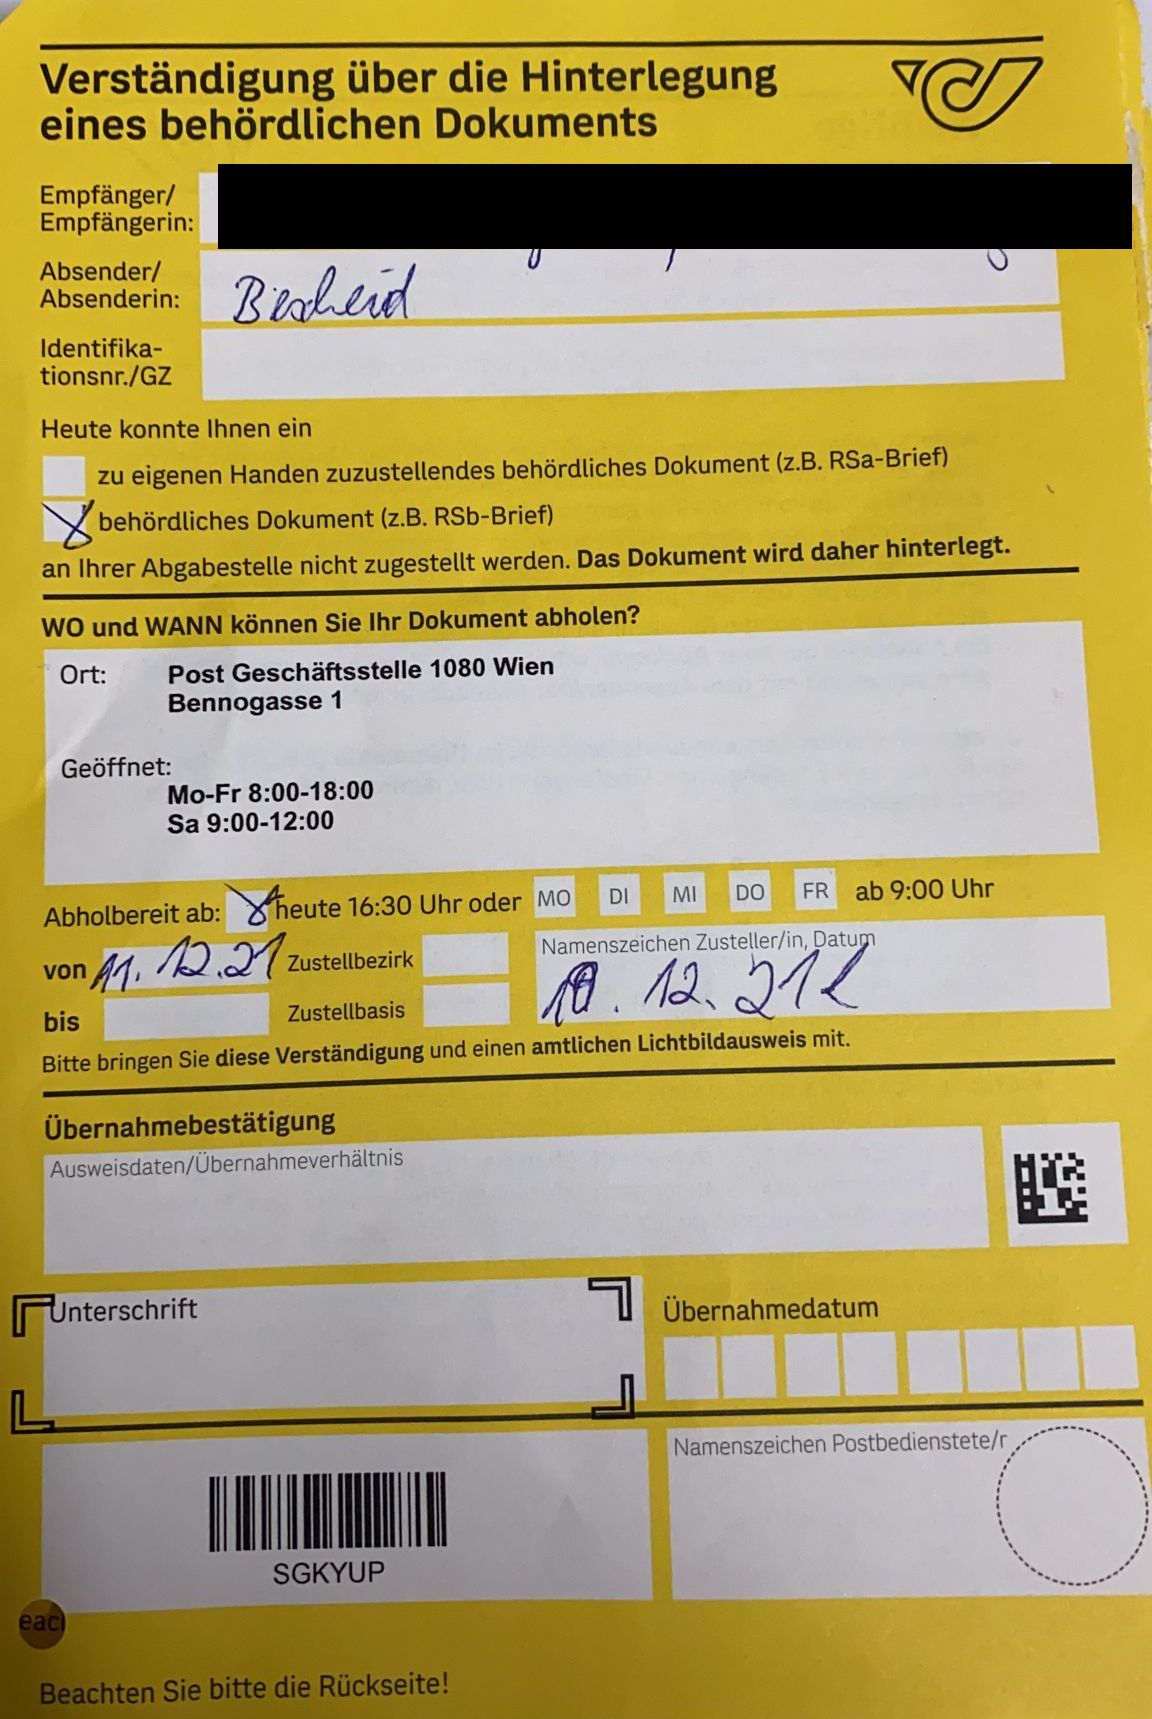 Verständigung über die Hinterlegung
eines behördlichen Dokuments
Empfänger/
Empfängerin:
Absender/
Absenderin:
Bescheid
Identifika-
tionsnr./GZ
Heute konnte Ihnen ein
zu eigenen Handen zuzustellendes behördliches Dokument (z.B. RSa-Brief)
behördliches Dokument (z.B. RSb-Brief)
an Ihrer Abgabestelle nicht zugestellt werden. Das Dokument wird daher hinterlegt.
WO und WANN können Sie Ihr Dokument abholen?
Ort: Post Geschäftsstelle 1080 Wien
Bennogasse 1
Geöffnet:
Mo-Fr 8:00-18:00
Sa 9:00-12:00
Abholbereit ab: heute 16:30 Uhr oder MO DI MI DO FR ab 9:00 Uhr
von 11.12.21 Zustellbezirk
Namenszeichen Zusteller/in, Datum
10.12.21
bis Zustellbasis
Bitte bringen Sie diese Verständigung und einen amtlichen Lichtbildausweis mit.
Übernahmebestätigung
Ausweisdaten/Übernahmeverhältnis
Unterschrift
Übernahmedatum
Namenszeichen Postbedienstete/r
SGKYUP
eacl
Beachten Sie bitte die Rückseite!